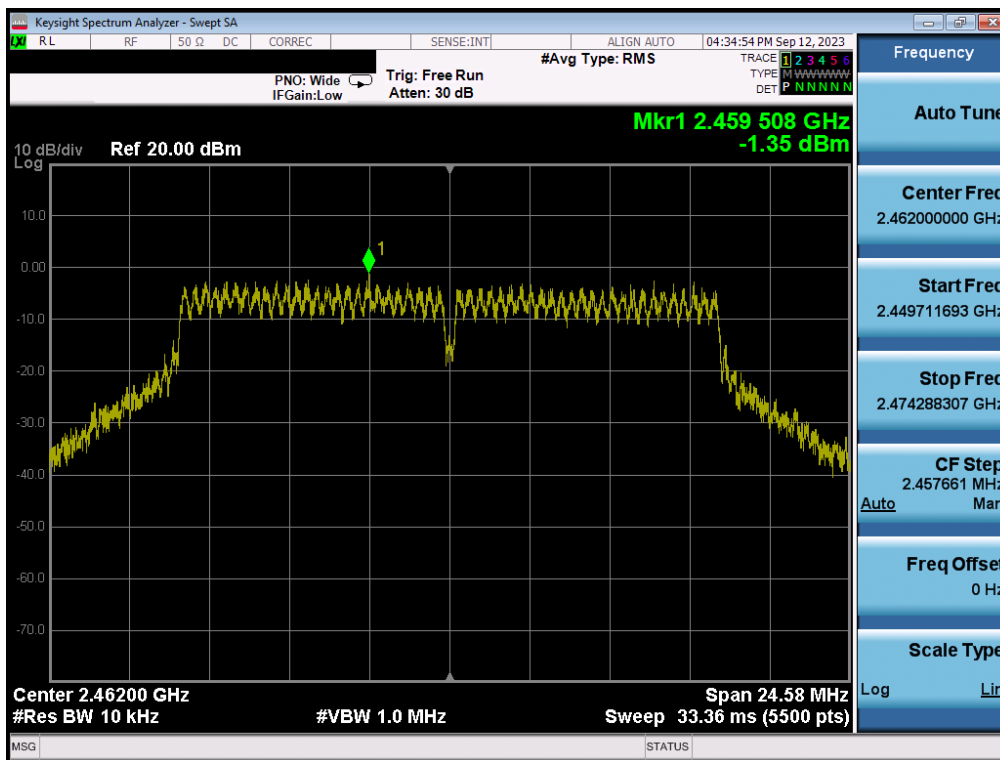 Keysight Spectrum Analyzer - Swept SA
LXI RL RF 50 Ω DC CORREC SENSE:INT ALIGN AUTO 04:34:54 PM Sep 12, 2023
PNO: Wide
IFGain:Low
Trig: Free Run
Atten: 30 dB
#Avg Type: RMS
TRACE 1 2 3 4 5 6
TYPE M WWWWW
DET P N N N N N
Mkr1 2.459 508 GHz
-1.35 dBm
10 dB/div Ref 20.00 dBm
Log
10.0
0.00
-10.0
-20.0
-30.0
-40.0
-50.0
-60.0
-70.0
1
Center 2.46200 GHz Span 24.58 MHz
#Res BW 10 kHz #VBW 1.0 MHz Sweep 33.36 ms (5500 pts)
MSG STATUS
Frequency
Auto Tune
Center Freq
2.462000000 GHz
Start Freq
2.449711693 GHz
Stop Freq
2.474288307 GHz
CF Step
2.457661 MHz
Auto Man
Freq Offset
0 Hz
Scale Type
Log Lin